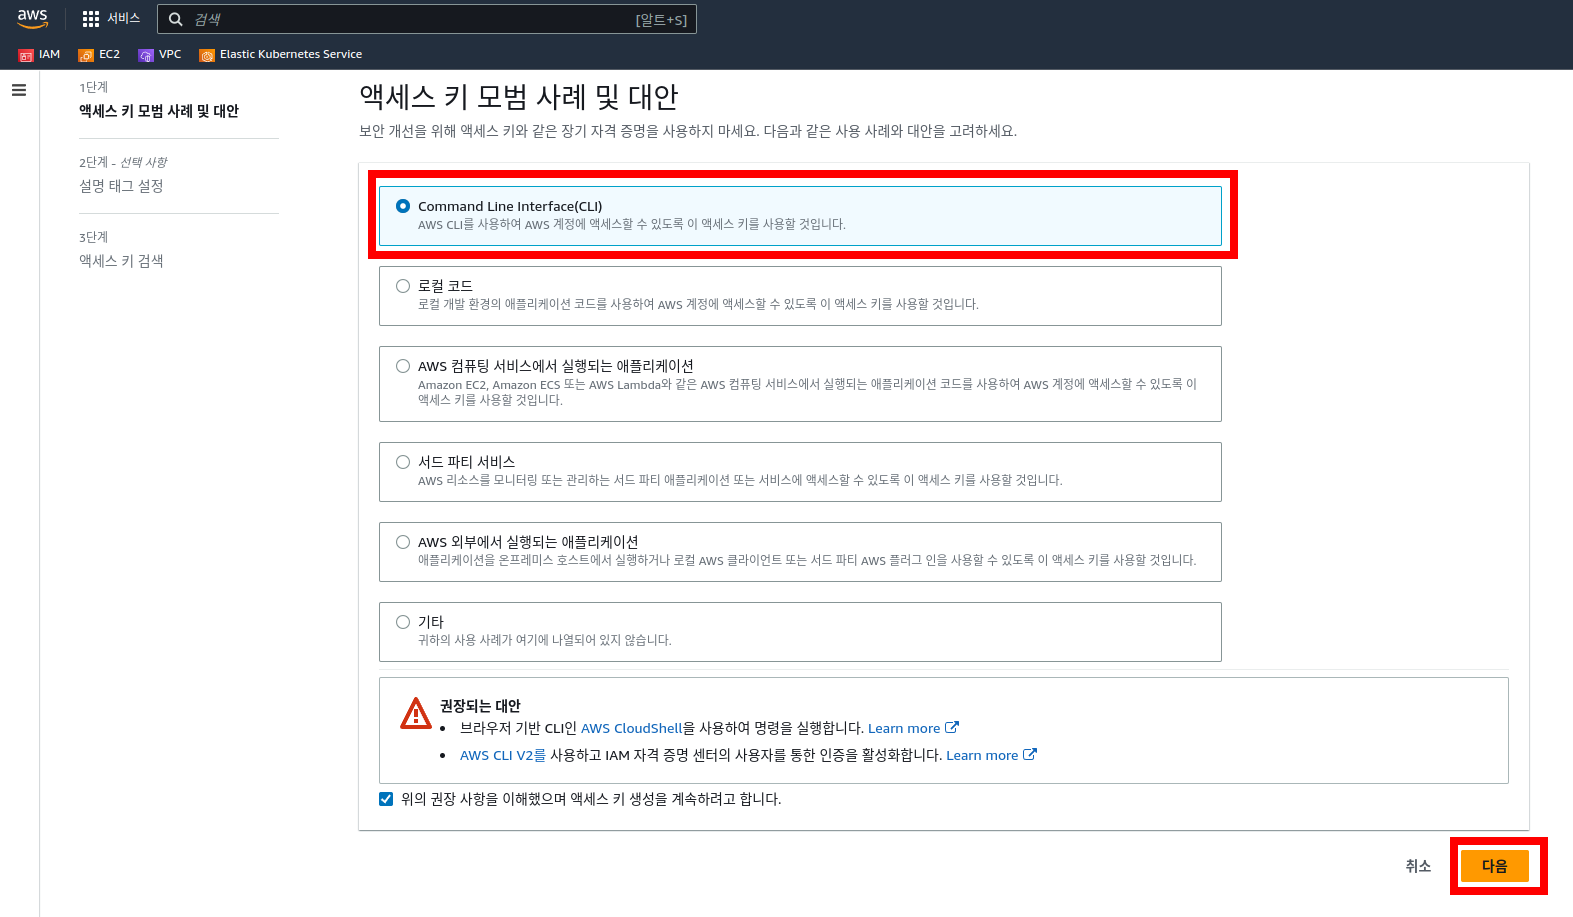 aws
서비스
검색
[알트+S]
IAM
EC2
VPC
Elastic Kubernetes Service
1단계
액세스 키 모범 사례 및 대안
2단계 - 선택 사항
설명 태그 설정
3단계
액세스 키 검색
액세스 키 모범 사례 및 대안
보안 개선을 위해 액세스 키와 같은 장기 자격 증명을 사용하지 마세요. 다음과 같은 사용 사례와 대안을 고려하세요.
Command Line Interface(CLI)
AWS CLI를 사용하여 AWS 계정에 액세스할 수 있도록 이 액세스 키를 사용할 것입니다.
로컬 코드
로컬 개발 환경의 애플리케이션 코드를 사용하여 AWS 계정에 액세스할 수 있도록 이 액세스 키를 사용할 것입니다.
AWS 컴퓨팅 서비스에서 실행되는 애플리케이션
Amazon EC2, Amazon ECS 또는 AWS Lambda와 같은 AWS 컴퓨팅 서비스에서 실행되는 애플리케이션 코드를 사용하여 AWS 계정에 액세스할 수 있도록 이
액세스 키를 사용할 것입니다.
서드 파티 서비스
AWS 리소스를 모니터링 또는 관리하는 서드 파티 애플리케이션 또는 서비스에 액세스할 수 있도록 이 액세스 키를 사용할 것입니다.
AWS 외부에서 실행되는 애플리케이션
애플리케이션을 온프레미스 호스트에서 실행하거나 로컬 AWS 클라이언트 또는 서드 파티 AWS 플러그 인을 사용할 수 있도록 이 액세스 키를 사용할 것입니다.
기타
귀하의 사용 사례가 여기에 나열되어 있지 않습니다.
권장되는 대안
• 브라우저 기반 CLI인 AWS CloudShell을 사용하여 명령을 실행합니다. Learn more
• AWS CLI V2를 사용하고 IAM 자격 증명 센터의 사용자를 통한 인증을 활성화합니다. Learn more
위의 권장 사항을 이해했으며 액세스 키 생성을 계속하려고 합니다.
취소
다음